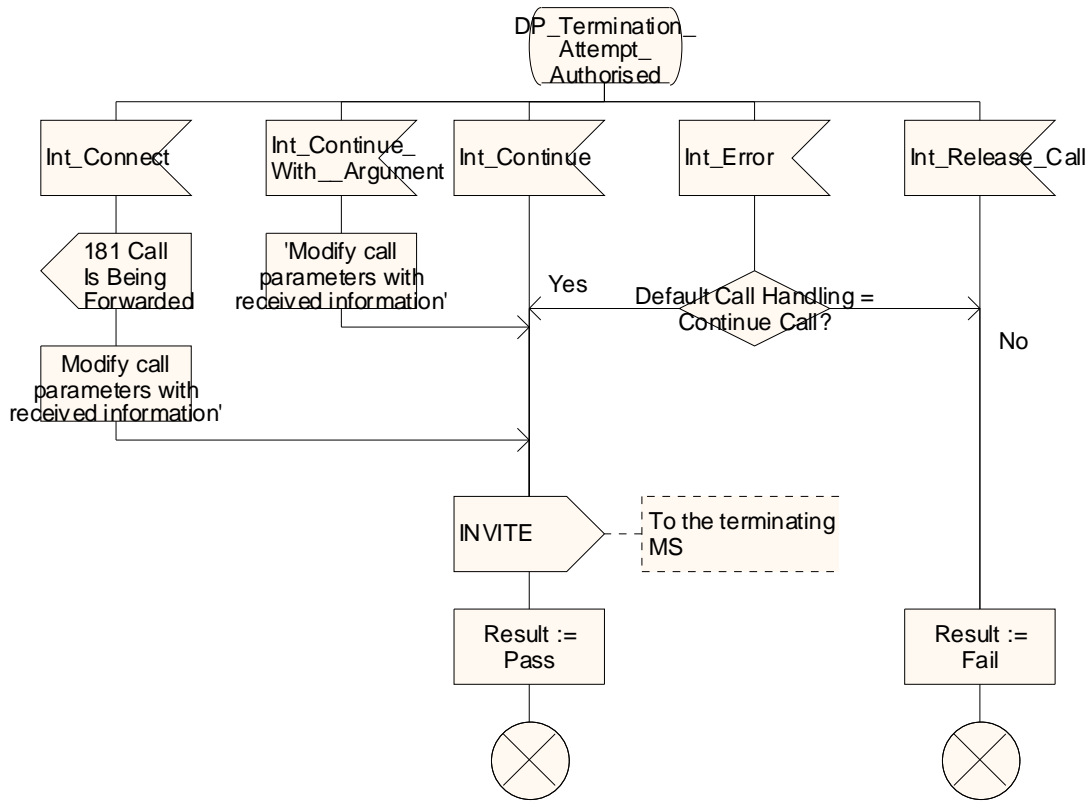 DP_Termination_
Attempt_
Authorised
Int_Connect
Int_Continue_
With__Argument
Int_Continue
Int_Error
Int_Release_Call
181 Call
Is Being
Forwarded
'Modify call
parameters with
received information'
Yes
Default Call Handling =
Continue Call?
No
Modify call
parameters with
received information'
INVITE
To the terminating
MS
Result :=
Pass
Result :=
Fail